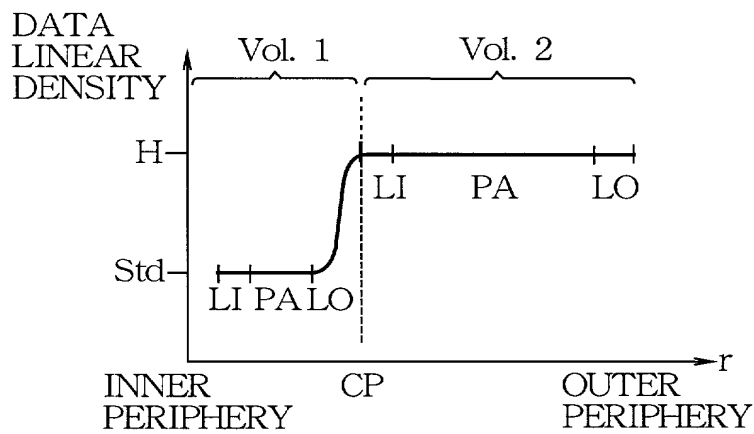 DATA
LINEAR
DENSITY
Vol. 1
Vol. 2
H
LI
PA
LO
Std
LI PA LO
r
INNER
PERIPHERY
CP
OUTER
PERIPHERY